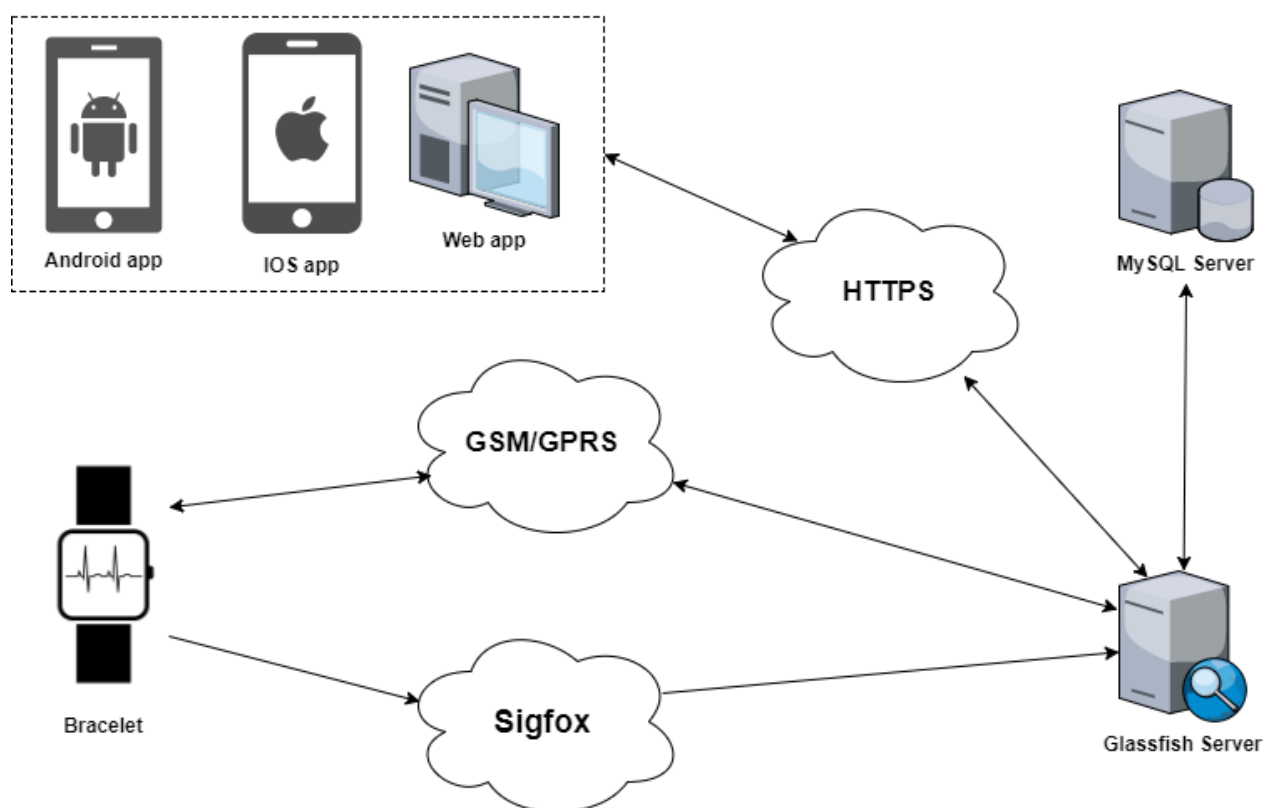 Android app
IOS app
Web app
HTTPS
MySQL Server
GSM/GPRS
Bracelet
Sigfox
Glassfish Server